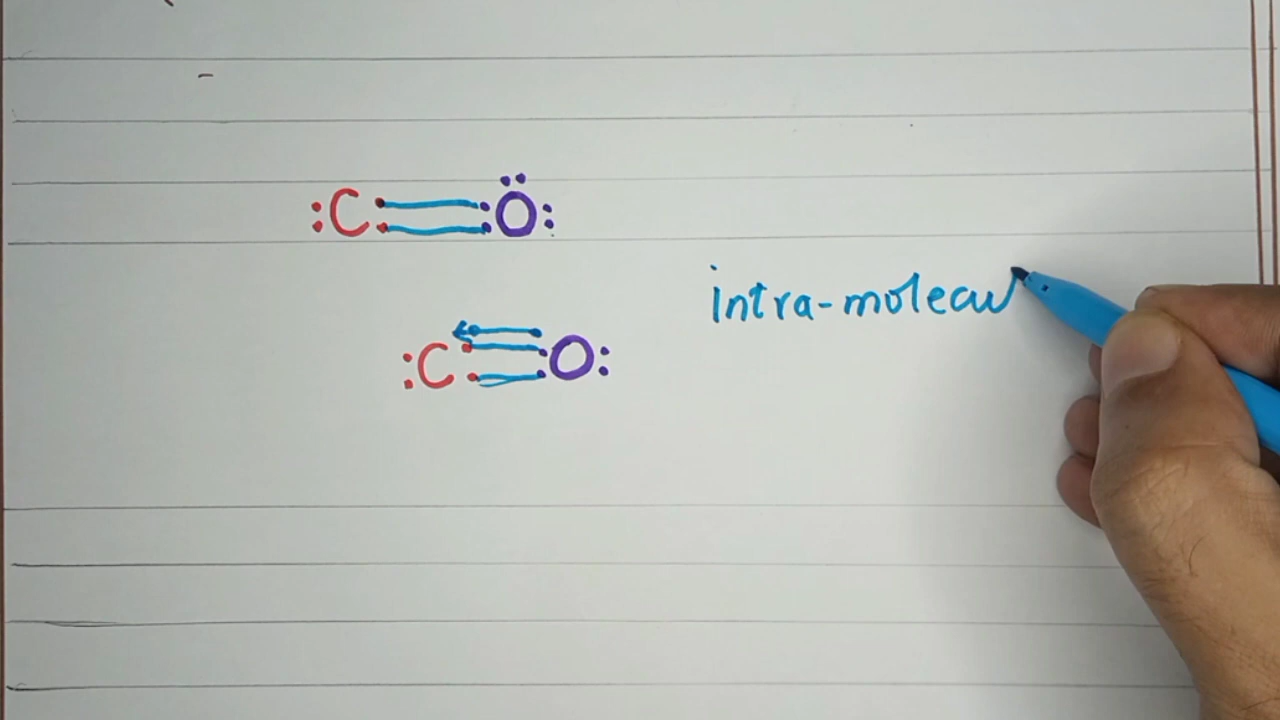 :C = Ö:
:C ⇇ O:
intra-molecu